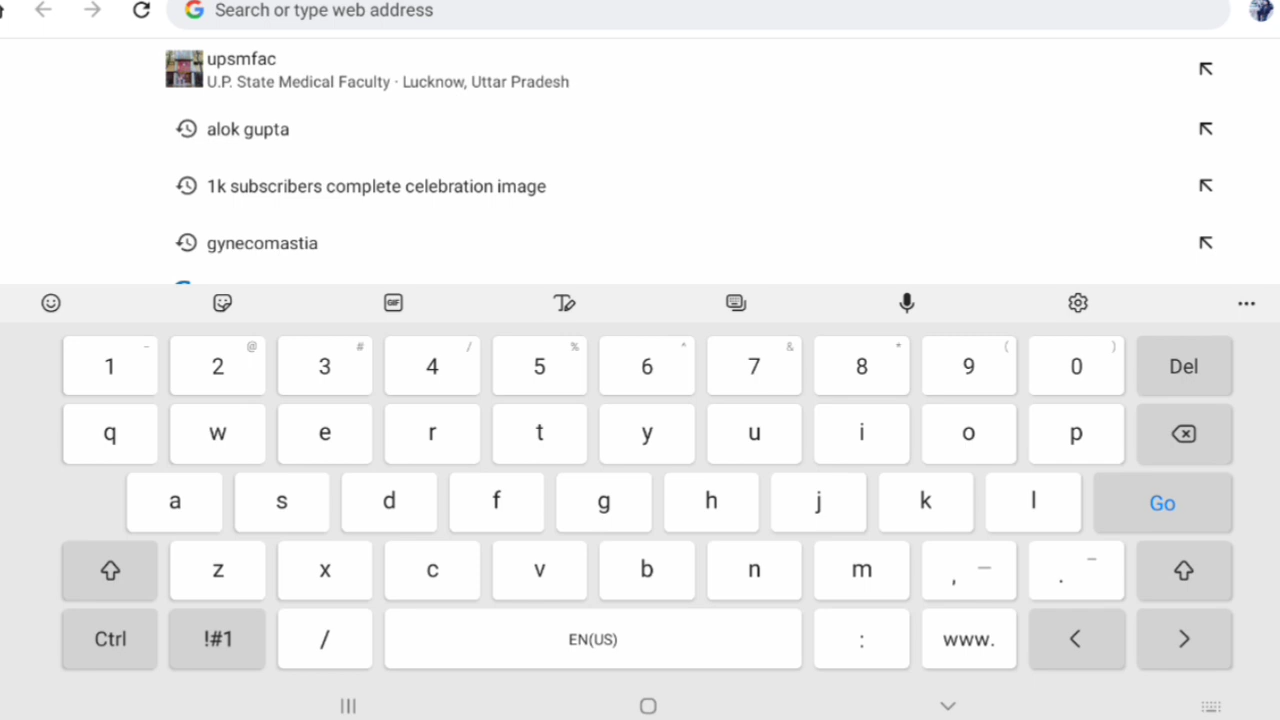 Search or type web address
upsmfac
U.P. State Medical Faculty · Lucknow, Uttar Pradesh
alok gupta
1k subscribers complete celebration image
gynecomastia
GIF
1 - 2 @ 3 # 4 / 5 % 6 ^ 7 & 8 * 9 ( 0 ) Del
q w e r t y u i o p
a s d f g h j k l Go
z x c v b n m , — . –
Ctrl !#1 / EN(US) : www. < >